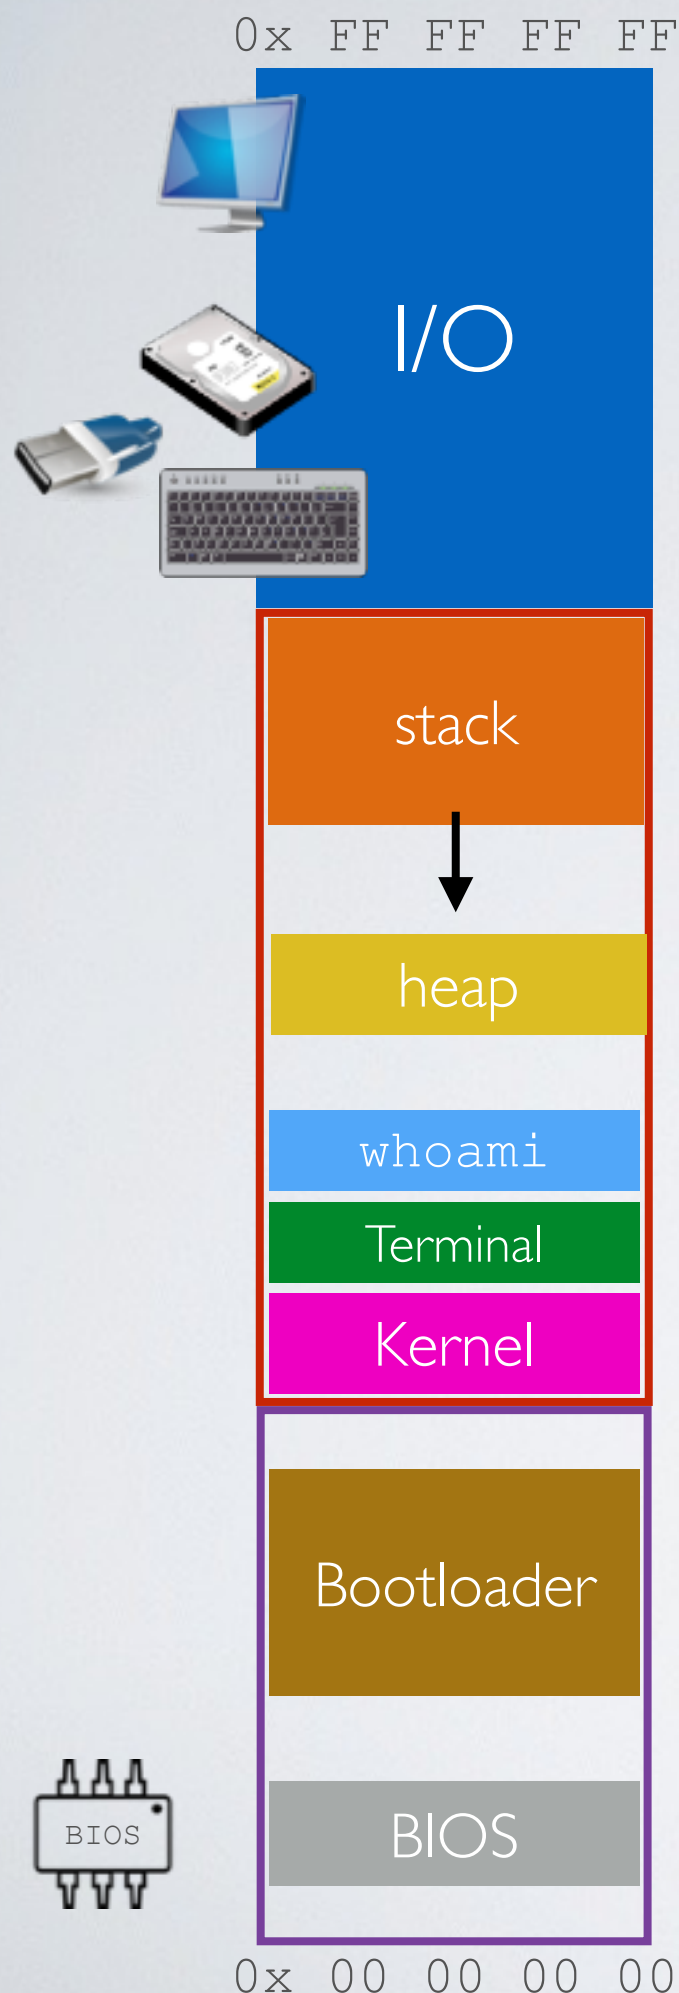 0x FF FF FF FF
I/O
stack
heap
whoami
Terminal
Kernel
Bootloader
BIOS
BIOS
0x 00 00 00 00